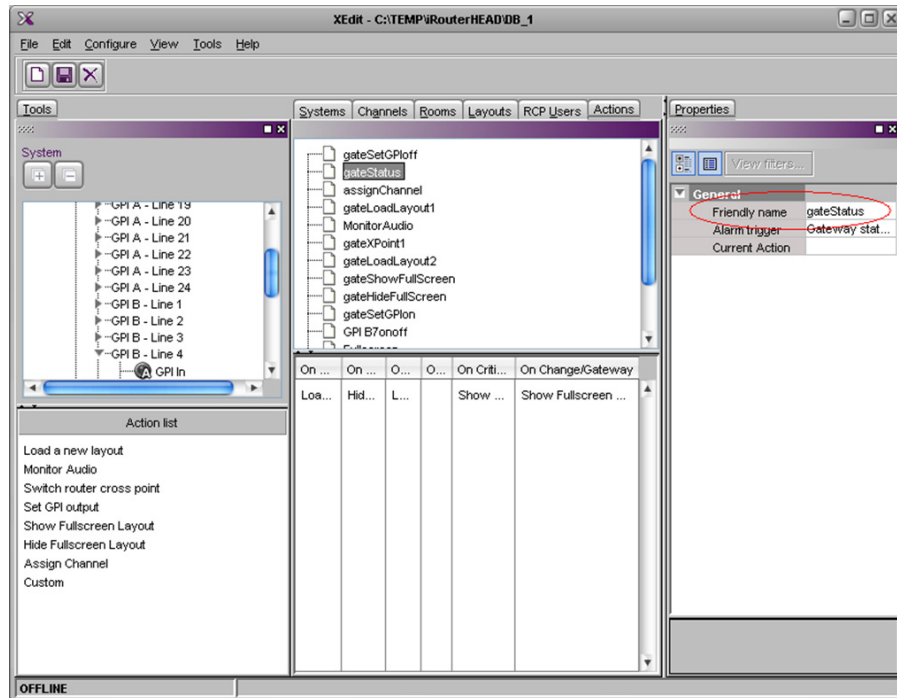 XEdit - C:\TEMP\iRouterHEAD\DB_1
File Edit Configure View Tools Help
Tools
System
GPI A - Line 19
GPI A - Line 20
GPI A - Line 21
GPI A - Line 22
GPI A - Line 23
GPI A - Line 24
GPI B - Line 1
GPI B - Line 2
GPI B - Line 3
GPI B - Line 4
GPI In
Action list
Load a new layout
Monitor Audio
Switch router cross point
Set GPI output
Show Fullscreen Layout
Hide Fullscreen Layout
Assign Channel
Custom
Systems Channels Rooms Layouts RCP Users Actions
gateSetGPIoff
gateStatus
assignChannel
gateLoadLayout1
MonitorAudio
gateXPoint1
gateLoadLayout2
gateShowFullScreen
gateHideFullScreen
gateSetGPIon
GPI B7onoff
Fullscreen
On ... On ... O... O... On Criti... On Change/Gateway
Loa... Hid... L... Show ... Show Fullscreen ...
Properties
View filters...
General
Friendly name gateStatus
Alarm trigger Gateway stat...
Current Action
OFFLINE